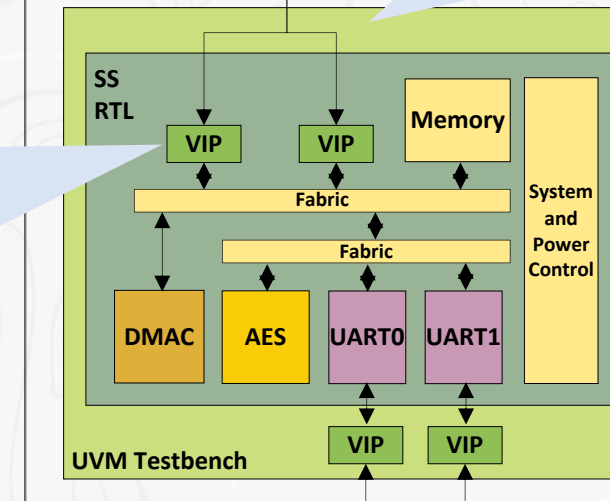 SS
RTL
VIP
VIP
Memory
Fabric
System
and
Power
Control
Fabric
DMAC
AES
UART0
UART1
VIP
VIP
UVM Testbench